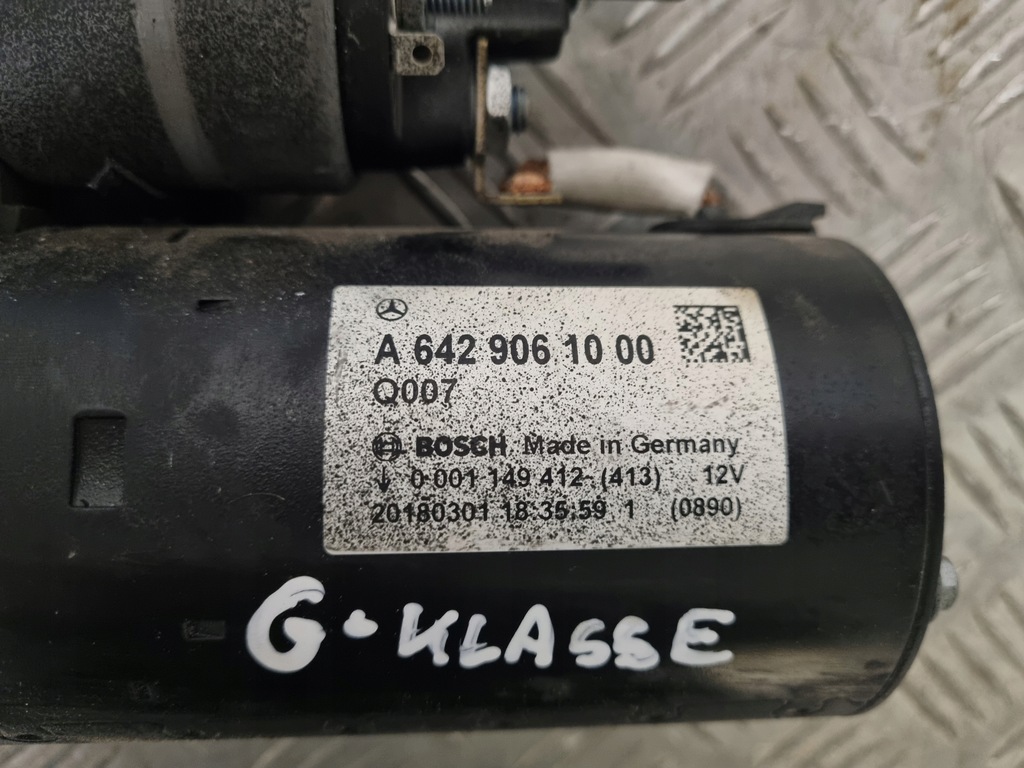 A 642 906 10 00
Q007
BOSCH Made in Germany
0 001 149 412 (413) 12V
20180301 18:35:59 1 (0890)
G-KLASSE